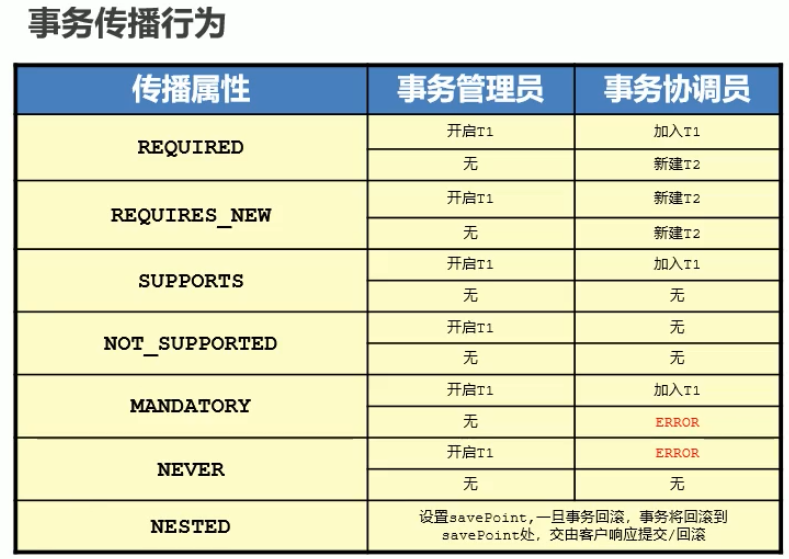 事务传播行为
传播属性 事务管理员 事务协调员
REQUIRED
开启T1 加入T1
无 新建T2
REQUIRES_NEW
开启T1 新建T2
无 新建T2
SUPPORTS
开启T1 加入T1
无 无
NOT_SUPPORTED
开启T1 无
无 无
MANDATORY
开启T1 加入T1
无 ERROR
NEVER
开启T1 ERROR
无 无
NESTED
设置savePoint,一旦事务回滚，事务将回滚到
savePoint处，交由客户响应提交/回滚